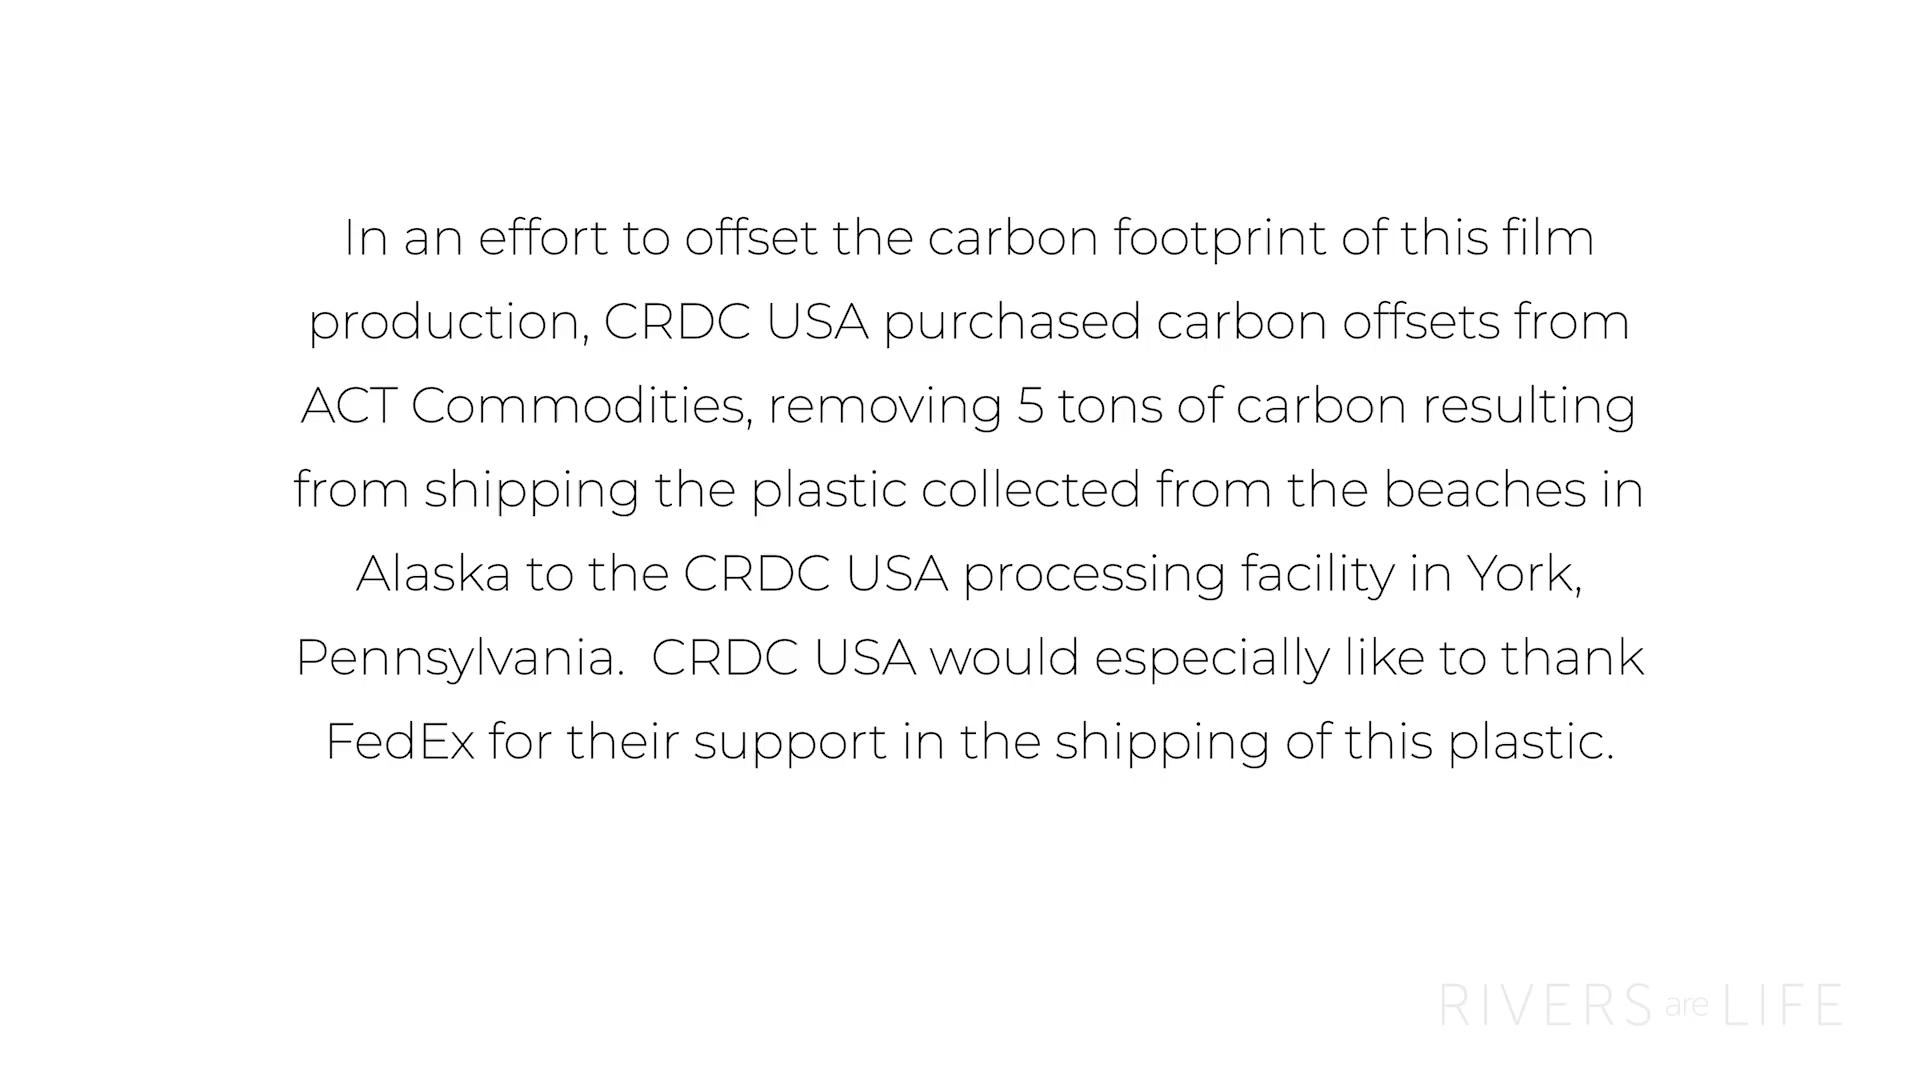 In an effort to offset the carbon footprint of this film
production, CRDC USA purchased carbon offsets from
ACT Commodities, removing 5 tons of carbon resulting
from shipping the plastic collected from the beaches in
Alaska to the CRDC USA processing facility in York,
Pennsylvania.  CRDC USA would especially like to thank
FedEx for their support in the shipping of this plastic.
RIVERS are LIFE